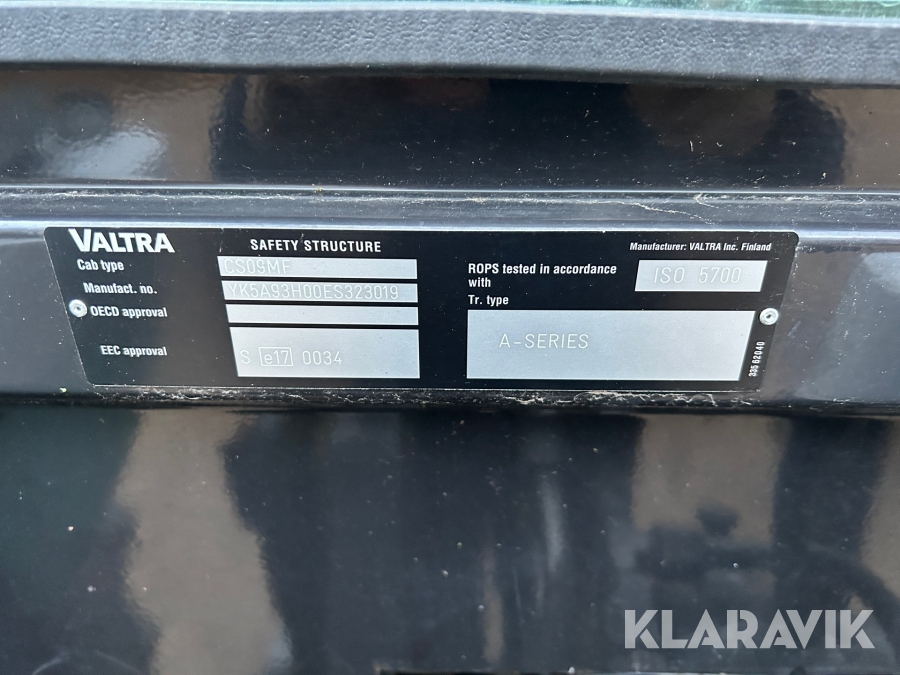 VALTRA
SAFETY STRUCTURE
Manufacturer: VALTRA Inc. Finland
Cab type CS09MF
Manufact. no. YK5A93H00ES323019
OECD approval
EEC approval S e17 0034
ROPS tested in accordance
with ISO 5700
Tr. type
A-SERIES
33562040
KLARAVIK